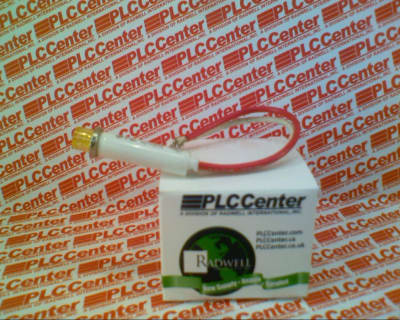 PLCCenter
A DIVISION OF RADWELL INTERNATIONAL, INC.
PLCCenter.com
PLCCenter.ca
PLCCenter.co.uk
RADWELL